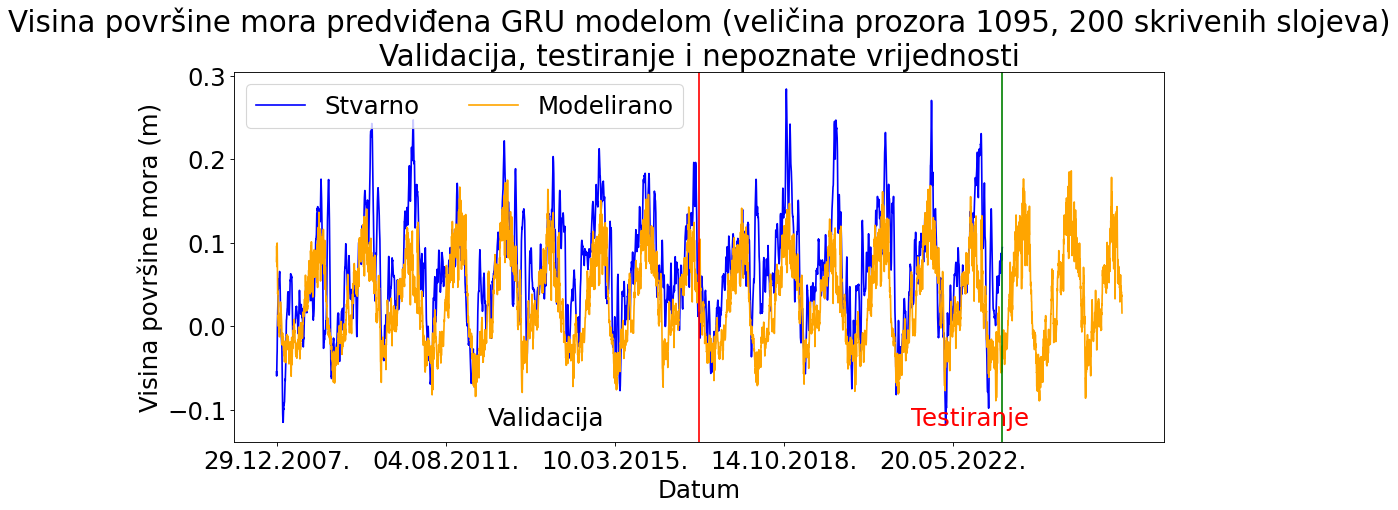 Visina površine mora predviđena GRU modelom (veličina prozora 1095, 200 skrivenih slojeva)
Validacija, testiranje i nepoznate vrijednosti
Stvarno Modelirano
Visina površine mora (m)
0.3
0.2
0.1
0.0
−0.1
Validacija Testiranje
29.12.2007. 04.08.2011. 10.03.2015. 14.10.2018. 20.05.2022.
Datum